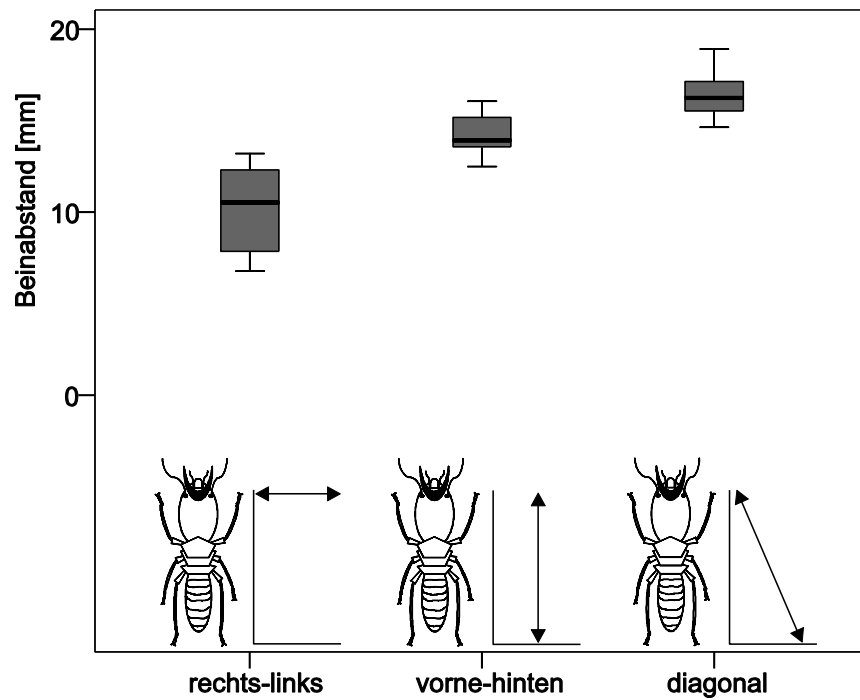 20
10
0
Beinabstand [mm]
rechts-links
vorne-hinten
diagonal